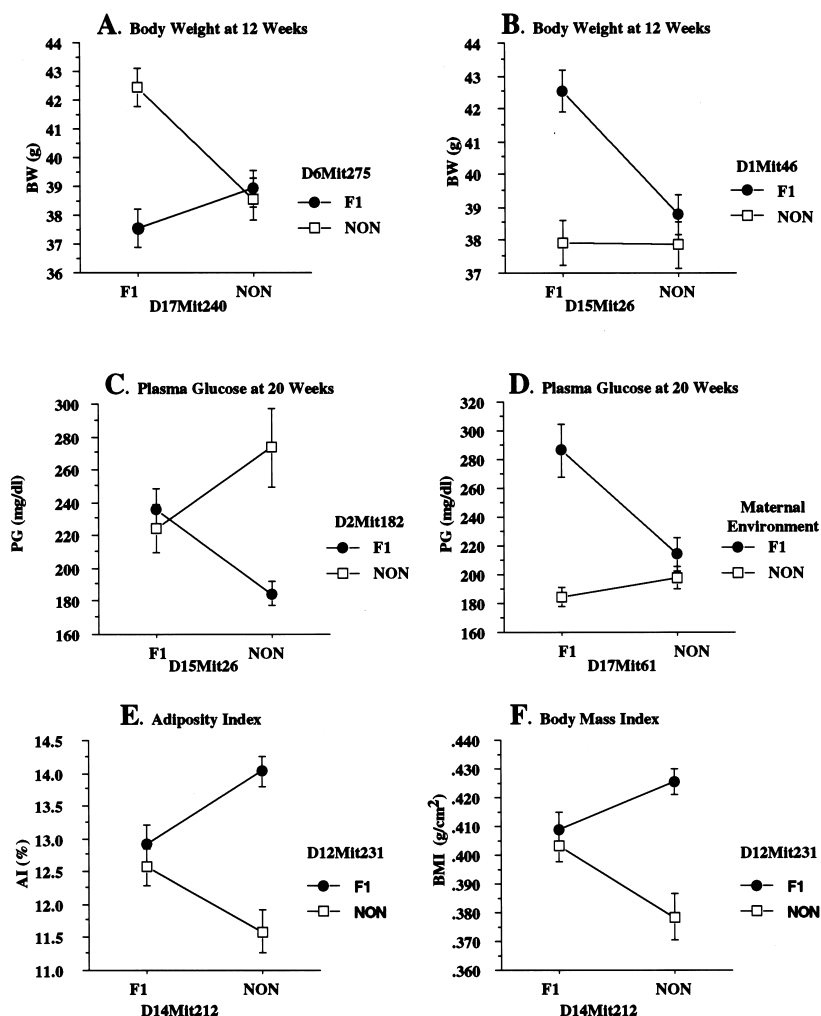 A. Body Weight at 12 Weeks
44
43
42
41
40
39
38
37
36
BW (g)
D6Mit275
F1
NON
F1 NON
D17Mit240
B. Body Weight at 12 Weeks
44
43
42
41
40
39
38
37
BW (g)
D1Mit46
F1
NON
F1 NON
D15Mit26
C. Plasma Glucose at 20 Weeks
300
280
260
240
220
200
180
160
PG (mg/dl)
D2Mit182
F1
NON
F1 NON
D15Mit26
D. Plasma Glucose at 20 Weeks
320
300
280
260
240
220
200
180
160
PG (mg/dl)
Maternal
Environment
F1
NON
F1 NON
D17Mit61
E. Adiposity Index
14.5
14.0
13.5
13.0
12.5
12.0
11.5
11.0
AI (%)
D12Mit231
F1
NON
F1 NON
D14Mit212
F. Body Mass Index
.440
.430
.420
.410
.400
.390
.380
.370
.360
BMI (g/cm2)
D12Mit231
F1
NON
F1 NON
D14Mit212